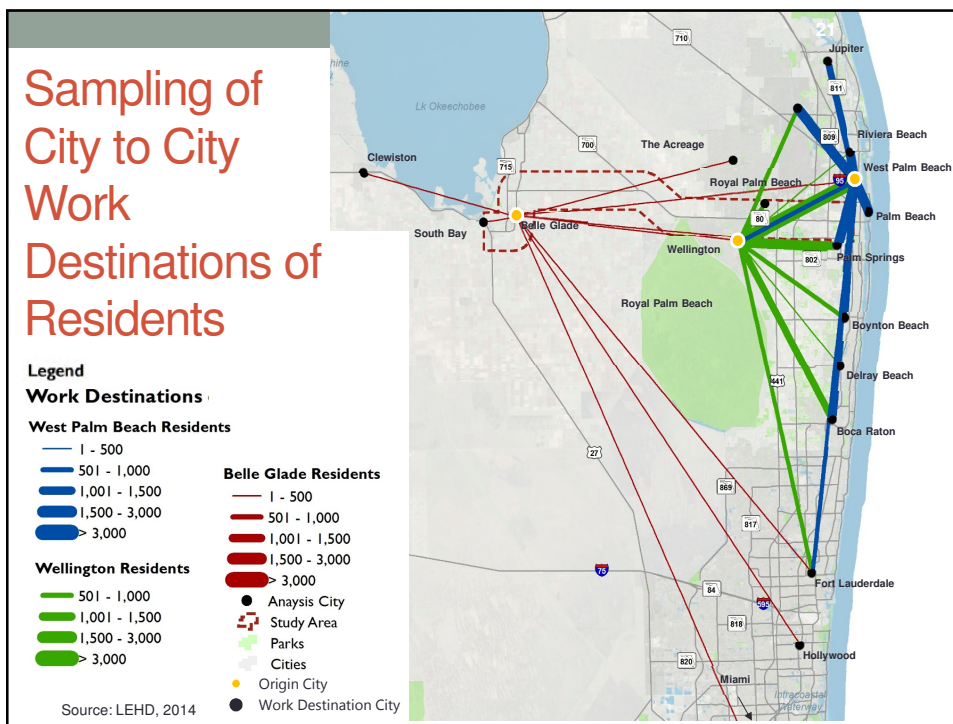 Sampling of
City to City
Work
Destinations of
Residents
Legend
Work Destinations
West Palm Beach Residents
1 - 500
501 - 1,000
1,001 - 1,500
1,500 - 3,000
> 3,000
Wellington Residents
501 - 1,000
1,001 - 1,500
1,500 - 3,000
> 3,000
Belle Glade Residents
1 - 500
501 - 1,000
1,001 - 1,500
1,500 - 3,000
> 3,000
Anaysis City
Study Area
Parks
Cities
Origin City
Work Destination City
Source: LEHD, 2014
21
710
Jupiter
811
hine
Lk Okeechobee
809
Riviera Beach
700
The Acreage
715
Clewiston
West Palm Beach
95
Royal Palm Beach
Palm Beach
80
South Bay
Belle Glade
Wellington
802
Palm Springs
Royal Palm Beach
Boynton Beach
Delray Beach
441
Boca Raton
27
869
817
75
Fort Lauderdale
84
595
818
Hollywood
820
Miami
Intracoastal
Waterway